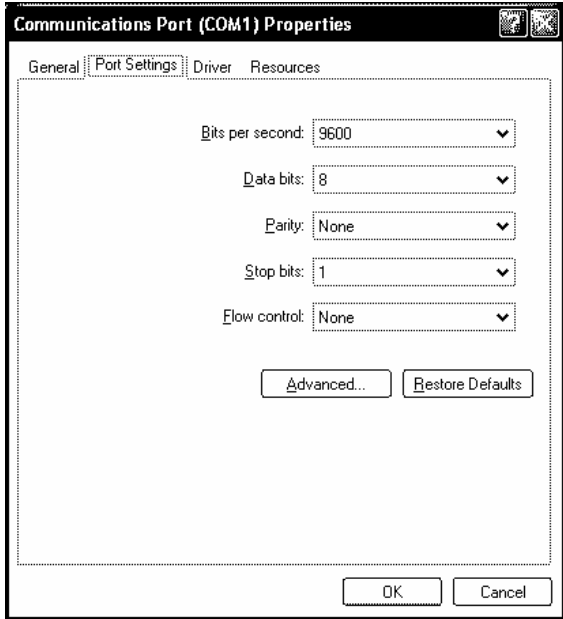 Communications Port (COM1) Properties
General Port Settings Driver Resources
Bits per second: 9600
Data bits: 8
Parity: None
Stop bits: 1
Flow control: None
Advanced... Restore Defaults
OK Cancel